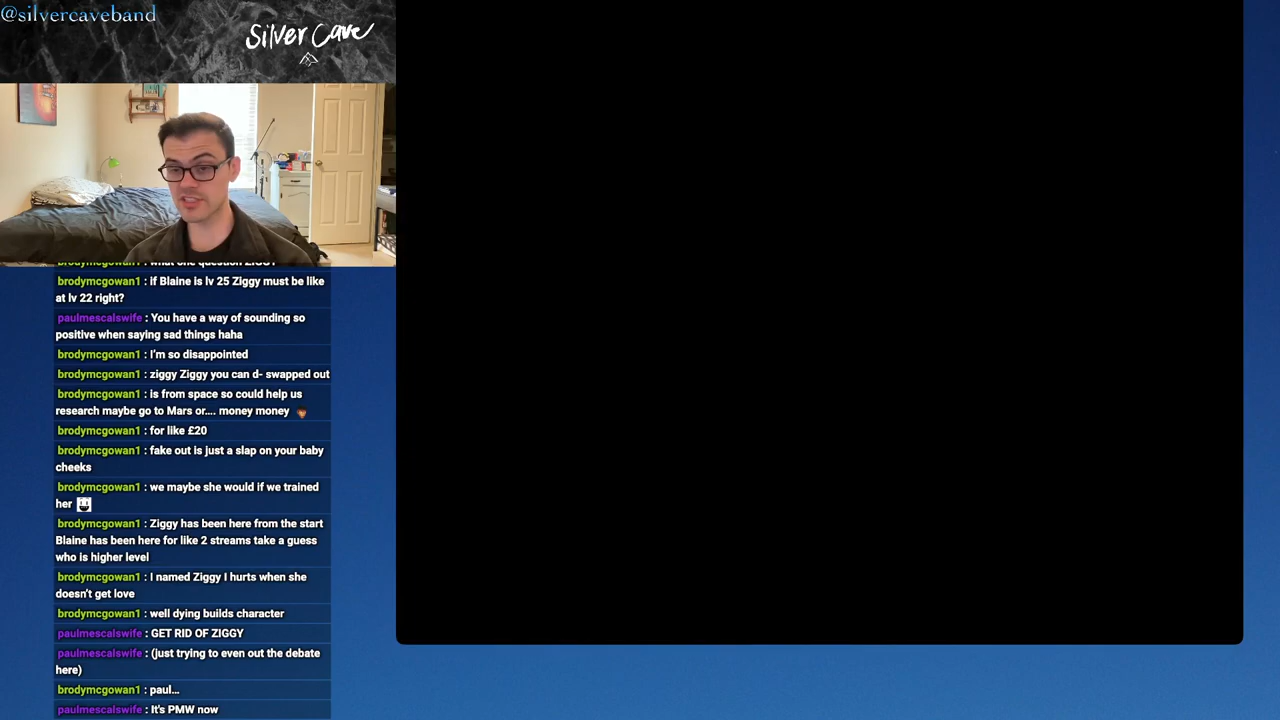 @silvercaveband
Silver Cave
brodymcgowan1 : what one question ZIGGY
brodymcgowan1 : if Blaine is lv 25 Ziggy must be like
at lv 22 right?
paulmescalswife : You have a way of sounding so
positive when saying sad things haha
brodymcgowan1 : I'm so disappointed
brodymcgowan1 : ziggy Ziggy you can d- swapped out
brodymcgowan1 : is from space so could help us
research maybe go to Mars or.... money money
brodymcgowan1 : for like £20
brodymcgowan1 : fake out is just a slap on your baby
cheeks
brodymcgowan1 : we maybe she would if we trained
her
brodymcgowan1 : Ziggy has been here from the start
Blaine has been here for like 2 streams take a guess
who is higher level
brodymcgowan1 : I named Ziggy I hurts when she
doesn't get love
brodymcgowan1 : well dying builds character
paulmescalswife : GET RID OF ZIGGY
paulmescalswife : (just trying to even out the debate
here)
brodymcgowan1 : paul...
paulmescalswife : It's PMW now